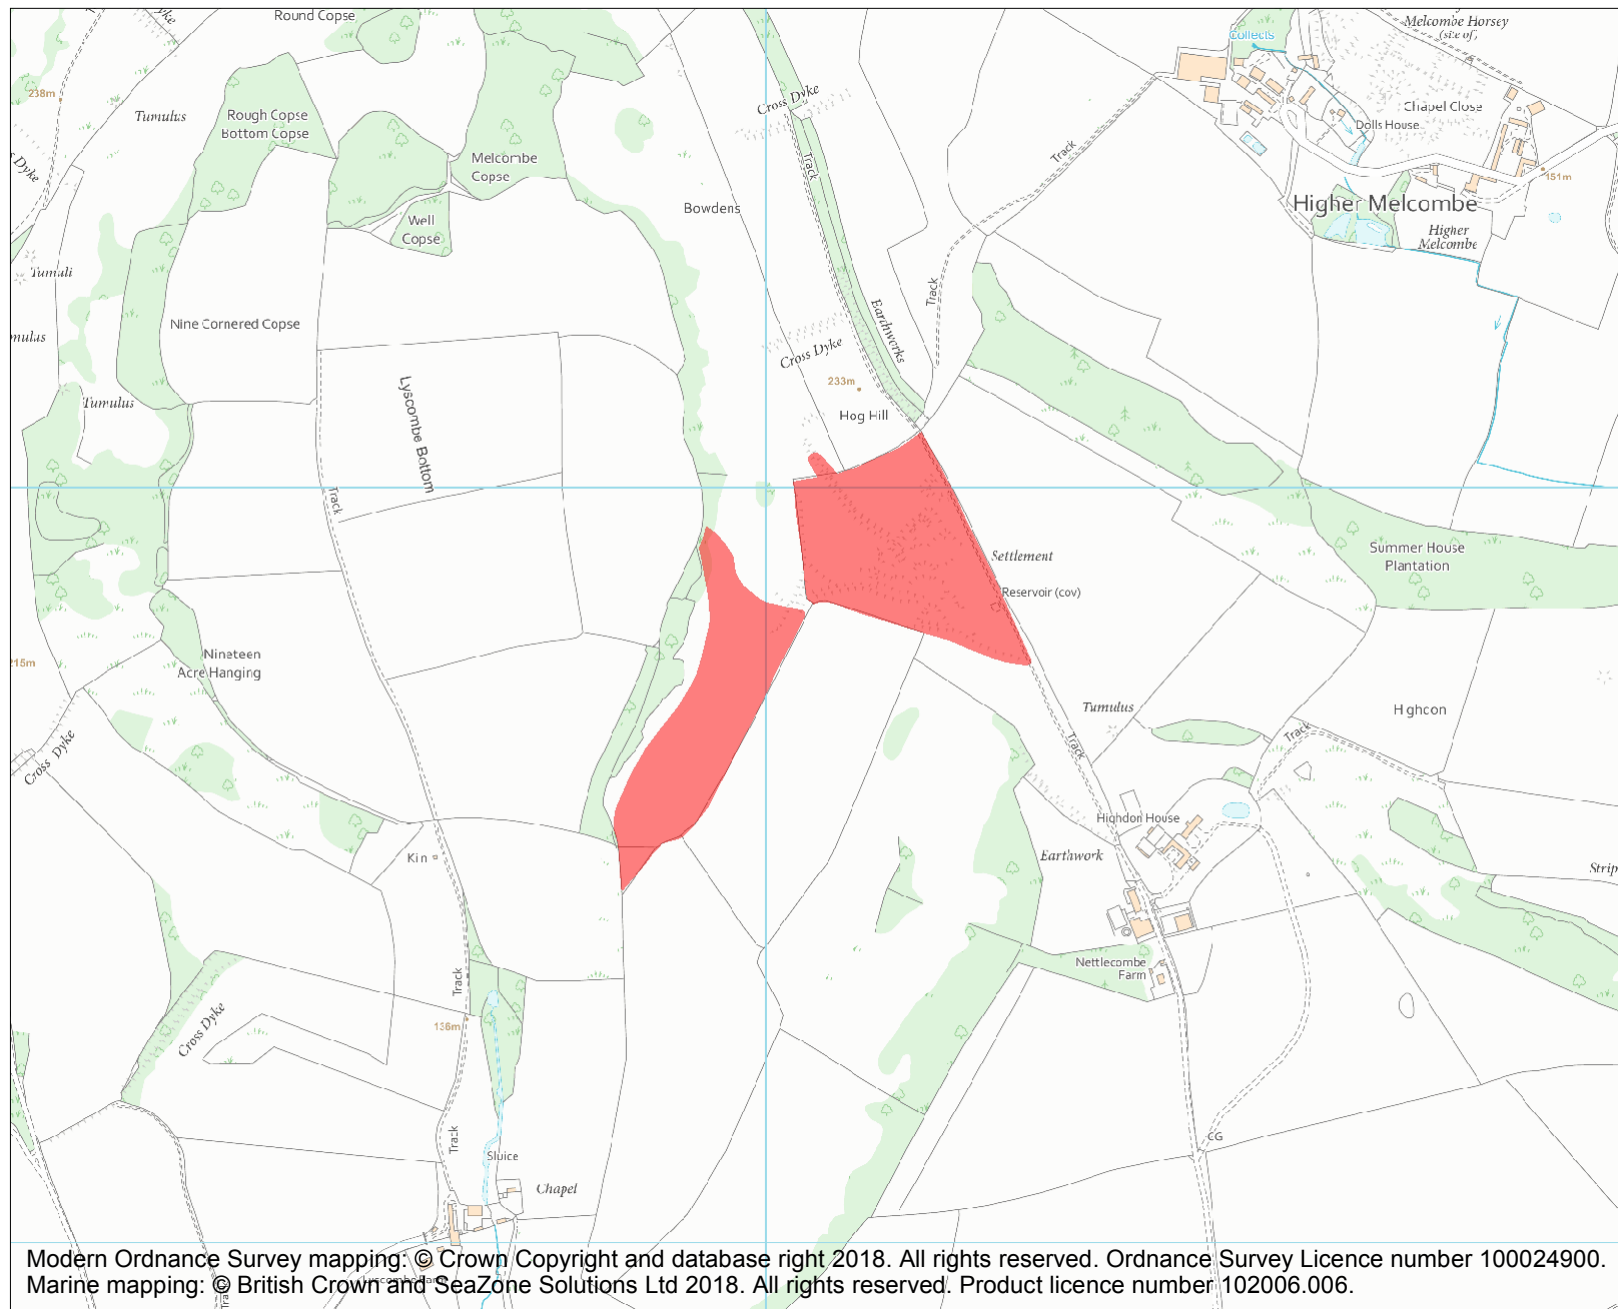 Round Copse
Melcombe Horsey
(site of)
Collects
238m
Tumulus
Rough Copse
Bottom Copse
Cross Dyke
Chapel Close
Dolls House
Track
Track
Melcombe
Copse
151m
Bowdens
Higher Melcombe
Well
Copse
Higher
Melcombe
Tumuli
Track
Nine Cornered Copse
Earthworks
Cross Dyke
233m
Tumulus
Lyscombe Bottom
Hog Hill
Track
Settlement
Summer House
Plantation
Reservoir (cov)
Nineteen
Acre Hanging
215m
Tumulus
Highcon
Track
Track
Cross Dyke
Highdon House
Kin
Earthwork
Nettlecombe
Farm
Track
Cross Dyke
136m
CG
Track
Sluice
Chapel
Modern Ordnance Survey mapping: © Crown Copyright and database right 2018. All rights reserved. Ordnance Survey Licence number 100024900.
Marine mapping: © British Crown and SeaZone Solutions Ltd 2018. All rights reserved. Product licence number 102006.006.